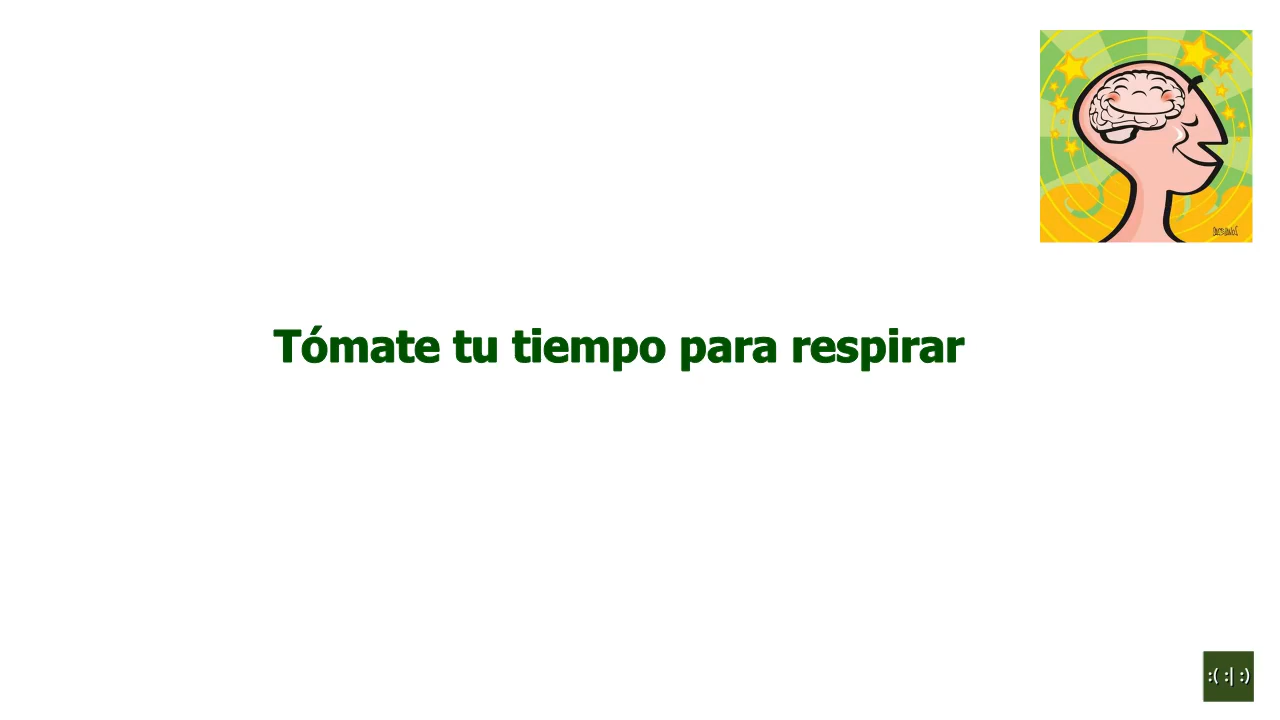 Tómate tu tiempo para respirar
:( :| :)